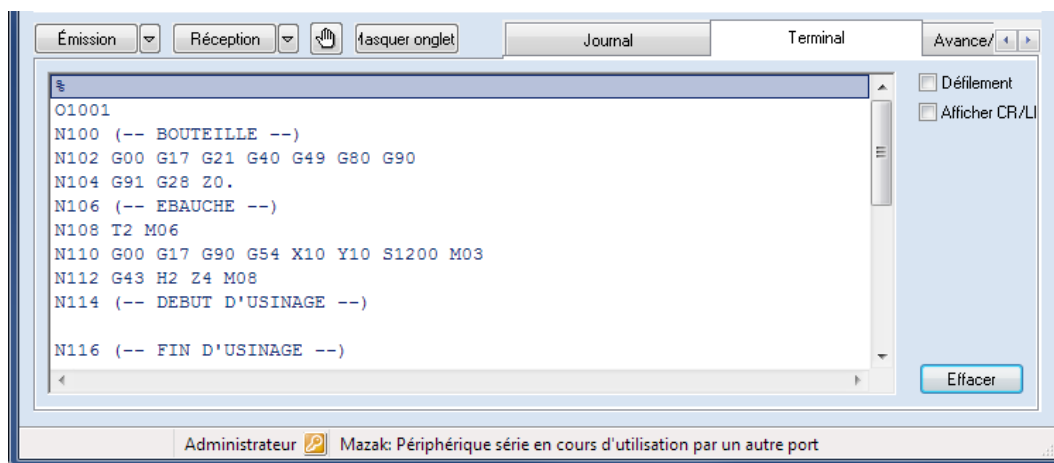 Émission Réception Masquer onglet Journal Terminal Avance/
%
O1001
N100 (-- BOUTEILLE --)
N102 G00 G17 G21 G40 G49 G80 G90
N104 G91 G28 Z0.
N106 (-- EBAUCHE --)
N108 T2 M06
N110 G00 G17 G90 G54 X10 Y10 S1200 M03
N112 G43 H2 Z4 M08
N114 (-- DEBUT D'USINAGE --)
N116 (-- FIN D'USINAGE --)
Défilement
Afficher CR/LI
Effacer
Administrateur Mazak: Périphérique série en cours d'utilisation par un autre port